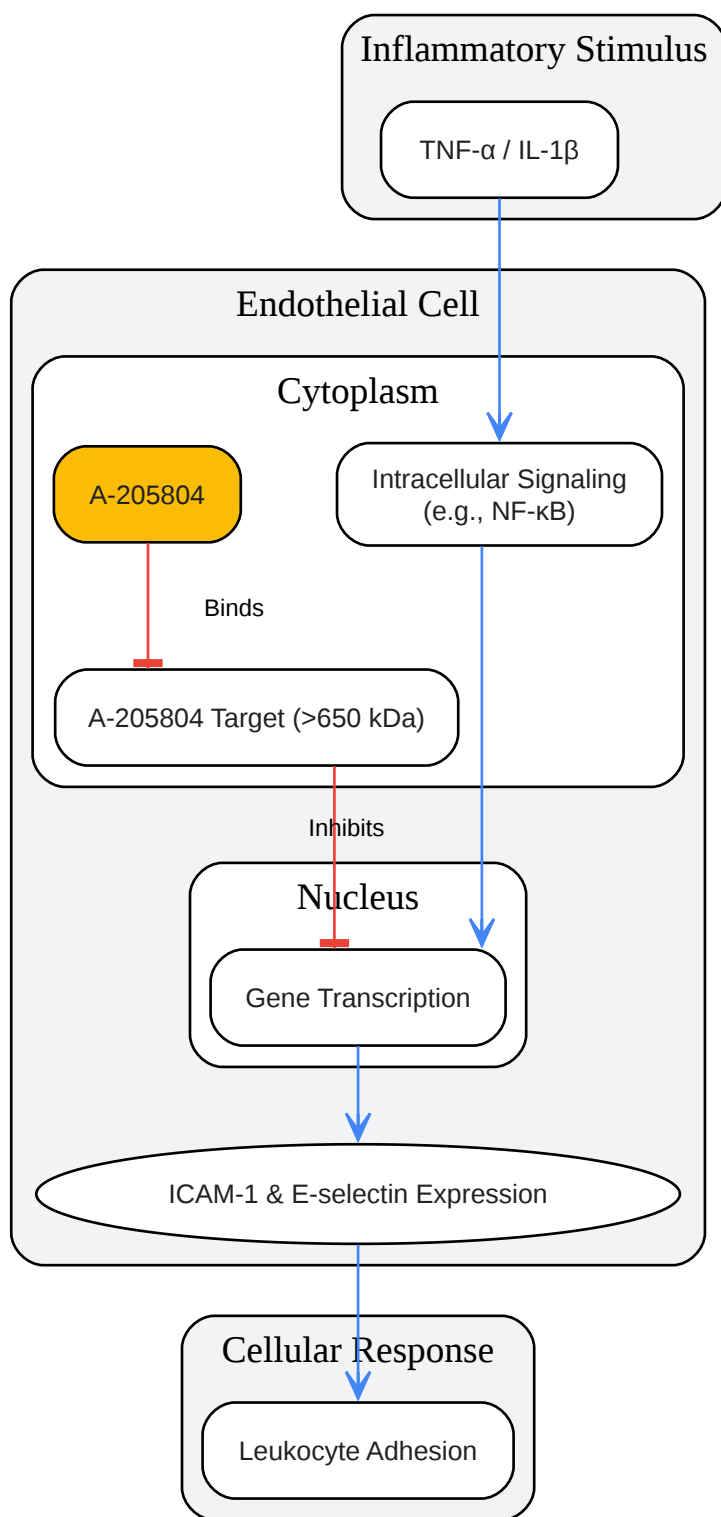 Inflammatory Stimulus
TNF-α / IL-1β
Endothelial Cell
Cytoplasm
A-205804
Intracellular Signaling
(e.g., NF-κB)
Binds
A-205804 Target (>650 kDa)
Inhibits
Nucleus
Gene Transcription
ICAM-1 & E-selectin Expression
Cellular Response
Leukocyte Adhesion